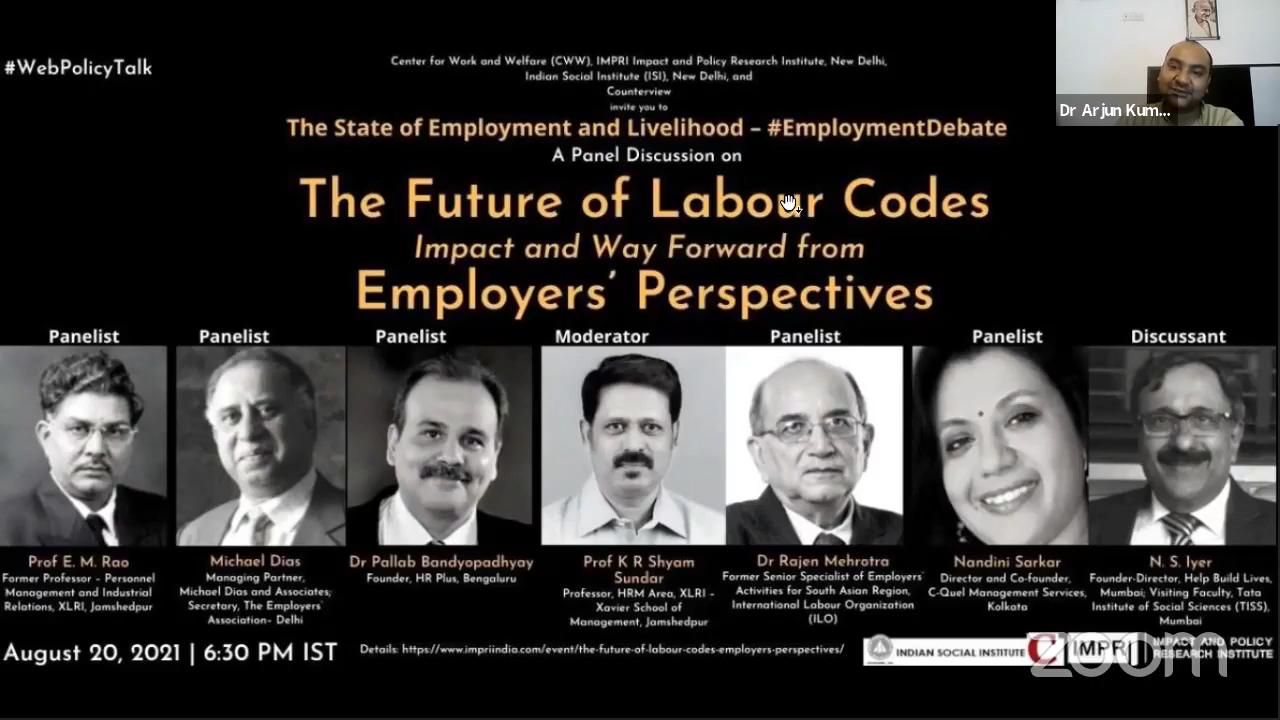 #WebPolicyTalk
Center for Work and Welfare (CWW), IMPRI Impact and Policy Research Institute, New Delhi,
Indian Social Institute (ISI), New Delhi, and
Counterview
invite you to
The State of Employment and Livelihood – #EmploymentDebate
A Panel Discussion on
The Future of Labour Codes
Impact and Way Forward from
Employers' Perspectives
Dr Arjun Kum...
Panelist
Prof E. M. Rao
Former Professor – Personnel
Management and Industrial
Relations, XLRI, Jamshedpur
Panelist
Michael Dias
Managing Partner,
Michael Dias and Associates;
Secretary, The Employers'
Association– Delhi
Panelist
Dr Pallab Bandyopadhyay
Founder, HR Plus, Bengaluru
Moderator
Prof K R Shyam
Sundar
Professor, HRM Area, XLRI –
Xavier School of
Management, Jamshedpur
Panelist
Dr Rajen Mehrotra
Former Senior Specialist of Employers'
Activities for South Asian Region,
International Labour Organization
(ILO)
Panelist
Nandini Sarkar
Director and Co-founder,
C-Quel Management Services,
Kolkata
Discussant
N. S. Iyer
Founder-Director, Help Build Lives,
Mumbai; Visiting Faculty, Tata
Institute of Social Sciences (TISS),
Mumbai
August 20, 2021 | 6:30 PM IST
Details: https://www.impriindia.com/event/the-future-of-labour-codes-employers-perspectives/
INDIAN SOCIAL INSTITUTE
IMPRI
IMPACT AND POLICY
RESEARCH INSTITUTE
zoom